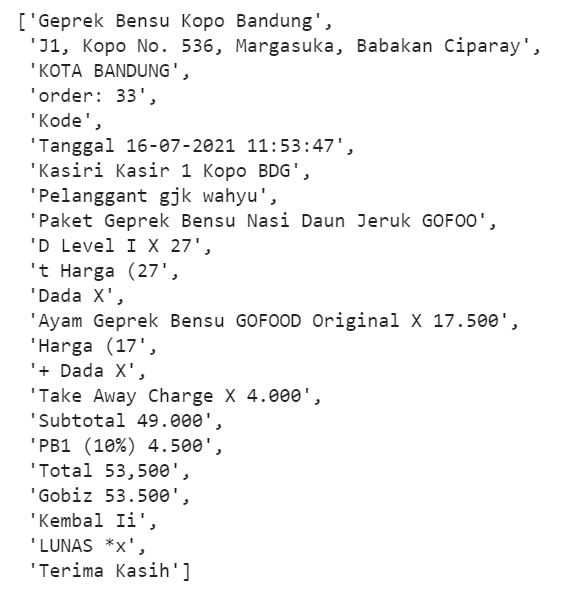 ['Geprek Bensu Kopo Bandung',
'J1, Kopo No. 536, Margasuka, Babakan Ciparay',
'KOTA BANDUNG',
'order: 33',
'Kode',
'Tanggal 16-07-2021 11:53:47',
'Kasiri Kasir 1 Kopo BDG',
'Pelanggant gjk wahyu',
'Paket Geprek Bensu Nasi Daun Jeruk GOFOO',
'D Level I X 27',
't Harga (27',
'Dada X',
'Ayam Geprek Bensu GOFOOD Original X 17.500',
'Harga (17',
'+ Dada X',
'Take Away Charge X 4.000',
'Subtotal 49.000',
'PB1 (10%) 4.500',
'Total 53,500',
'Gobiz 53.500',
'Kembal Ii',
'LUNAS *x',
'Terima Kasih']